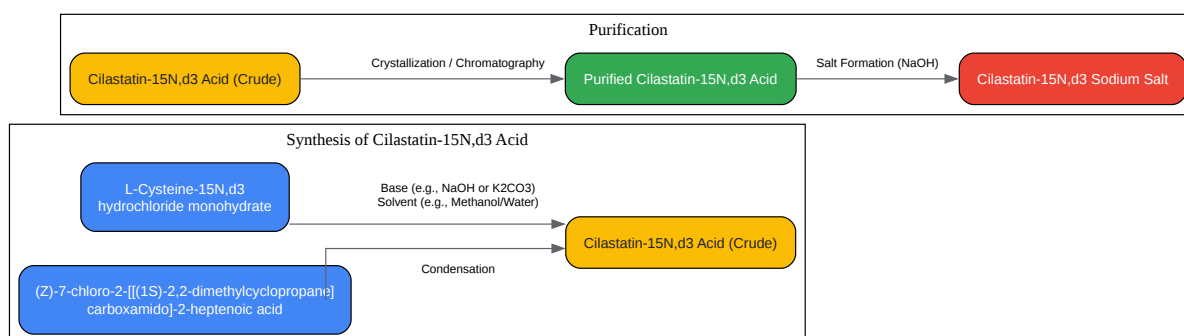 Purification
Cilastatin-15N,d3 Acid (Crude)
Crystallization / Chromatography
Purified Cilastatin-15N,d3 Acid
Salt Formation (NaOH)
Cilastatin-15N,d3 Sodium Salt
Synthesis of Cilastatin-15N,d3 Acid
L-Cysteine-15N,d3
hydrochloride monohydrate
Base (e.g., NaOH or K2CO3)
Solvent (e.g., Methanol/Water)
Cilastatin-15N,d3 Acid (Crude)
Condensation
(Z)-7-chloro-2-[[(1S)-2,2-dimethylcyclopropane]
carboxamido]-2-heptenoic acid